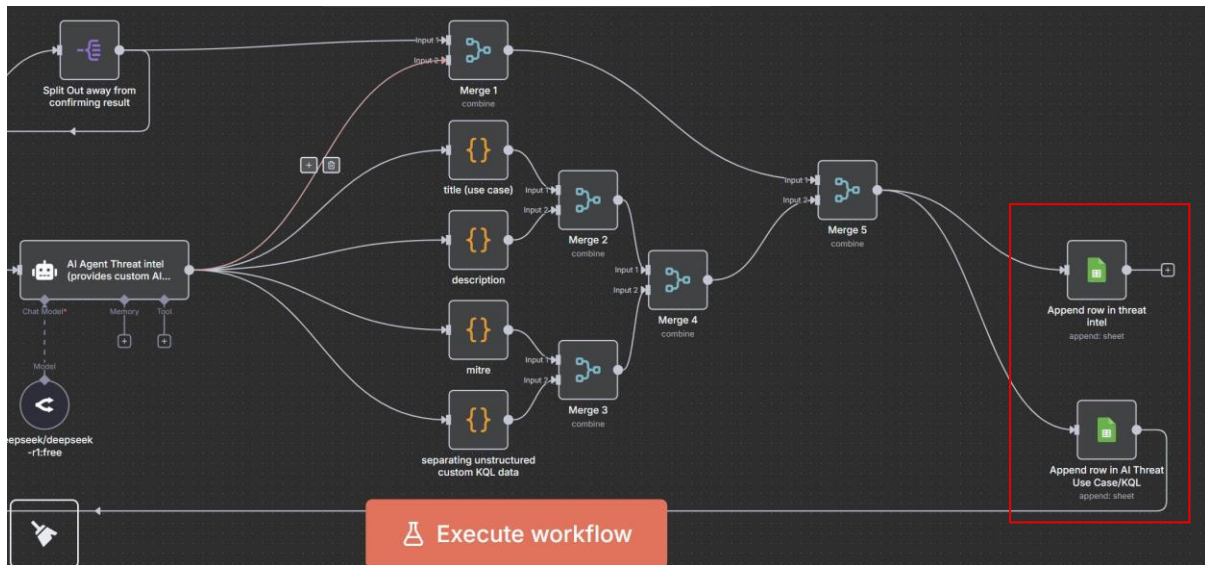 Split Out away from
confirming result
Input 1
Input 2
Merge 1
combine
title (use case)
Input 1
Input 2
Merge 2
combine
description
Input 1
Input 2
Merge 4
combine
Input 1
Input 2
Merge 5
combine
AI Agent Threat intel
(provides custom AI...
Chat Model*
Memory
Tool
Model
eepseek/deepseek
-r1:free
mitre
Input 1
Input 2
Merge 3
combine
separating unstructured
custom KQL data
Append row in threat
intel
append: sheet
Append row in AI Threat
Use Case/KQL
append: sheet
Execute workflow